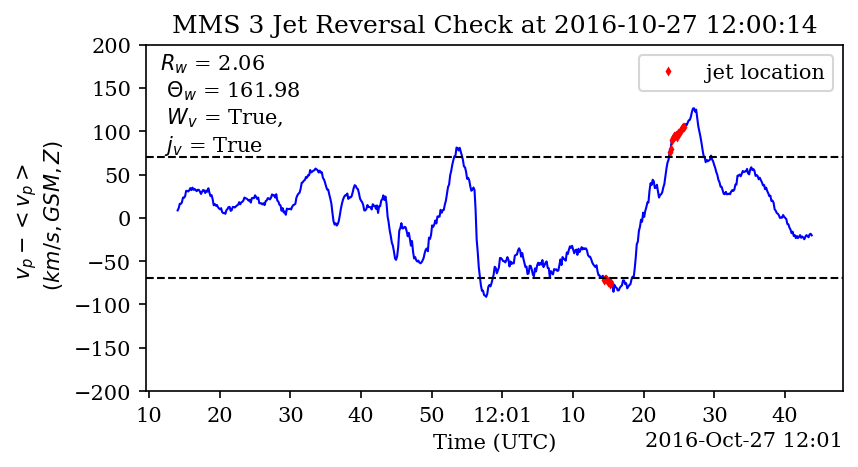 MMS 3 Jet Reversal Check at 2016-10-27 12:00:14
R_w = 2.06
Θ_w = 161.98
W_v = True,
j_v = True
jet location
v_p − < v_p >
(km/s, GSM, Z)
200
150
100
50
0
−50
−100
−150
−200
10 20 30 40 50 12:01 10 20 30 40
Time (UTC)
2016-Oct-27 12:01